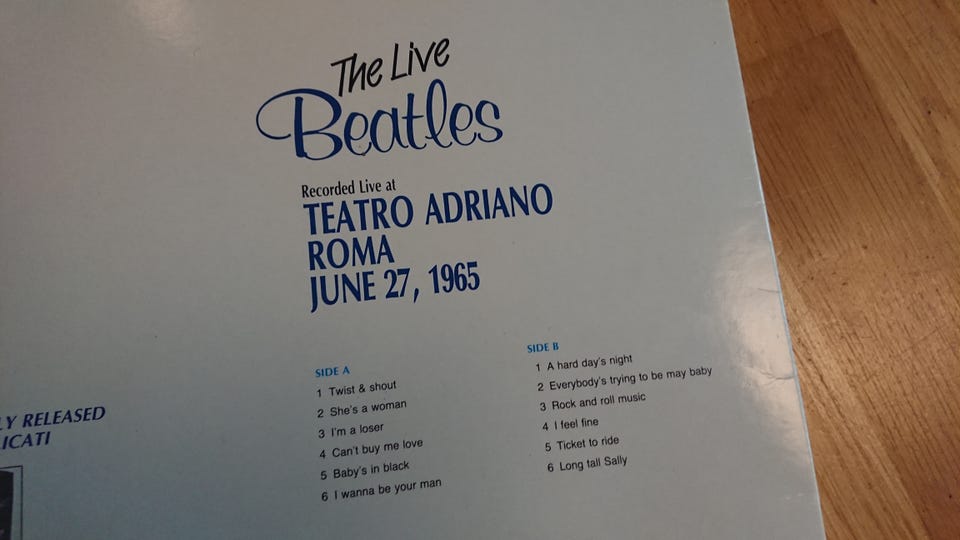 The Live
Beatles
Recorded Live at
TEATRO ADRIANO
ROMA
JUNE 27, 1965
SIDE A
1 Twist & shout
2 She's a woman
3 I'm a loser
4 Can't buy me love
5 Baby's in black
6 I wanna be your man
SIDE B
1 A hard day's night
2 Everybody's trying to be may baby
3 Rock and roll music
4 I feel fine
5 Ticket to ride
6 Long tall Sally
LY RELEASED
ICATI